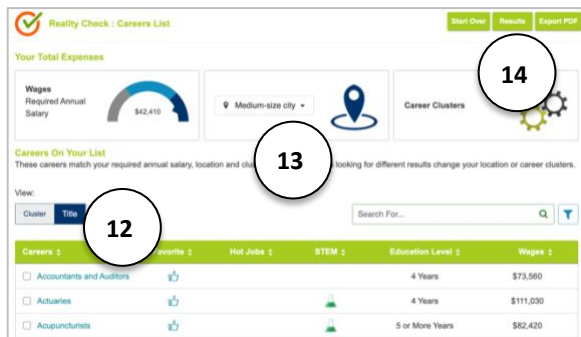 Reality Check : Careers List
Start Over Results Export PDF
Your Total Expenses
Wages
Required Annual
Salary
$42,410
Medium-size city
Career Clusters
14
13
Careers On Your List
These careers match your required annual salary, location and looking for different results change your location or career clusters.
View:
Cluster Title
12
Search For...
Careers Hot Jobs STEM Education Level Wages
Accountants and Auditors 4 Years $73,560
Actuaries 4 Years $111,030
Acupuncturists 5 or More Years $82,420